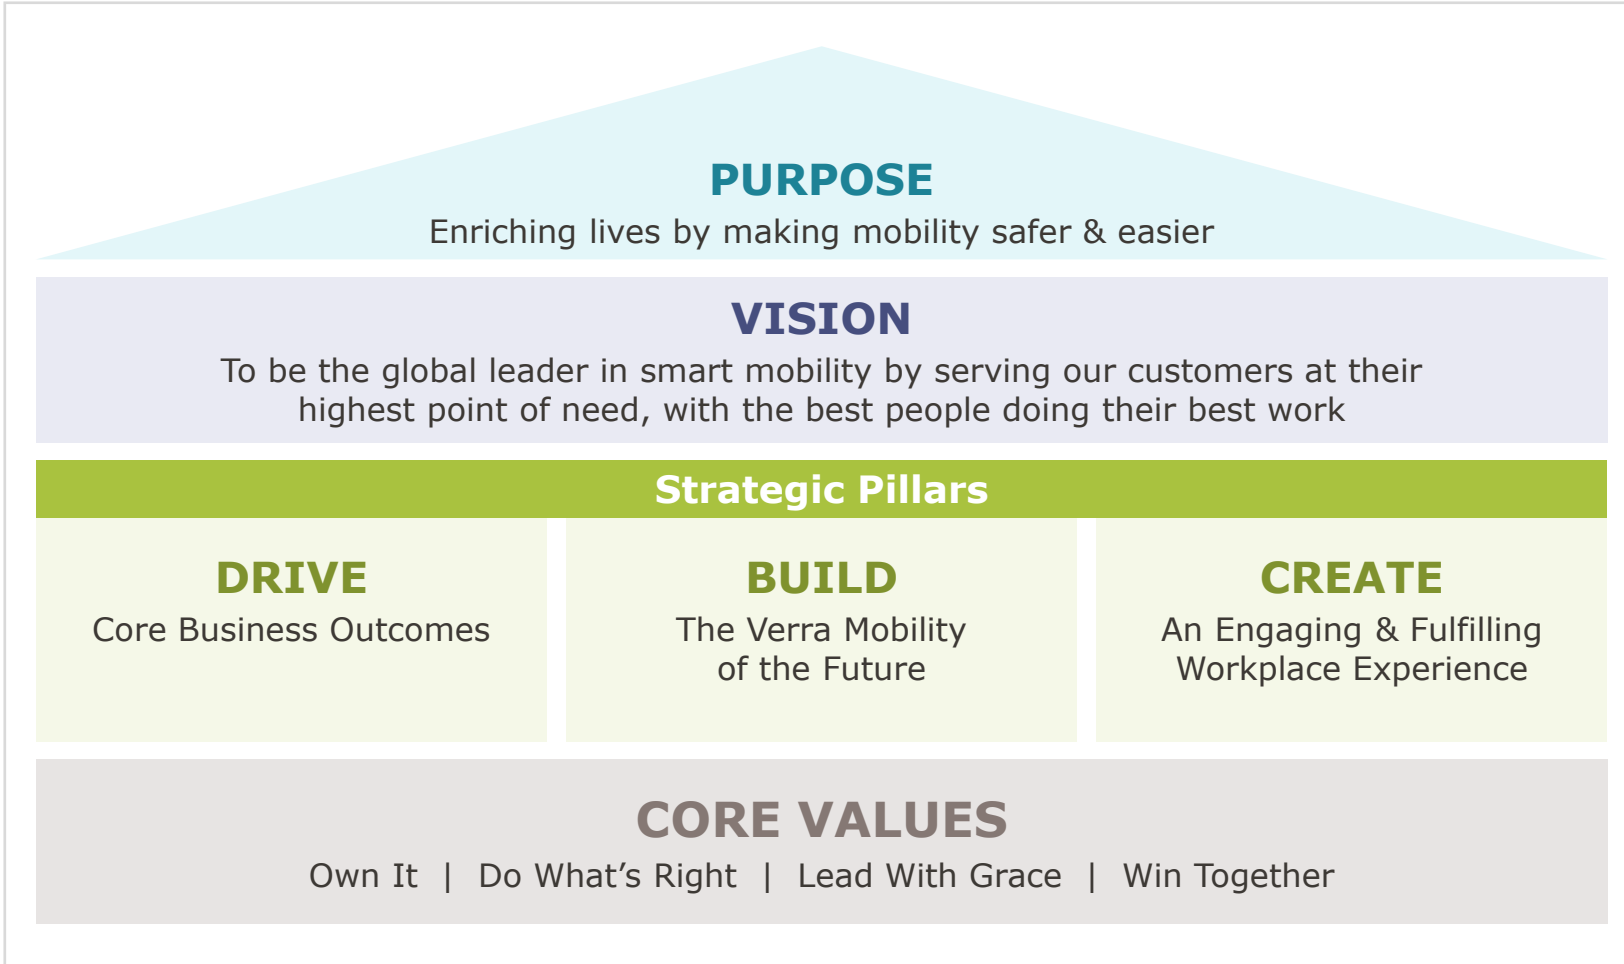 PURPOSE
Enriching lives by making mobility safer & easier
VISION
To be the global leader in smart mobility by serving our customers at their
highest point of need, with the best people doing their best work
Strategic Pillars
DRIVE
Core Business Outcomes
BUILD
The Verra Mobility
of the Future
CREATE
An Engaging & Fulfilling
Workplace Experience
CORE VALUES
Own It | Do What’s Right | Lead With Grace | Win Together